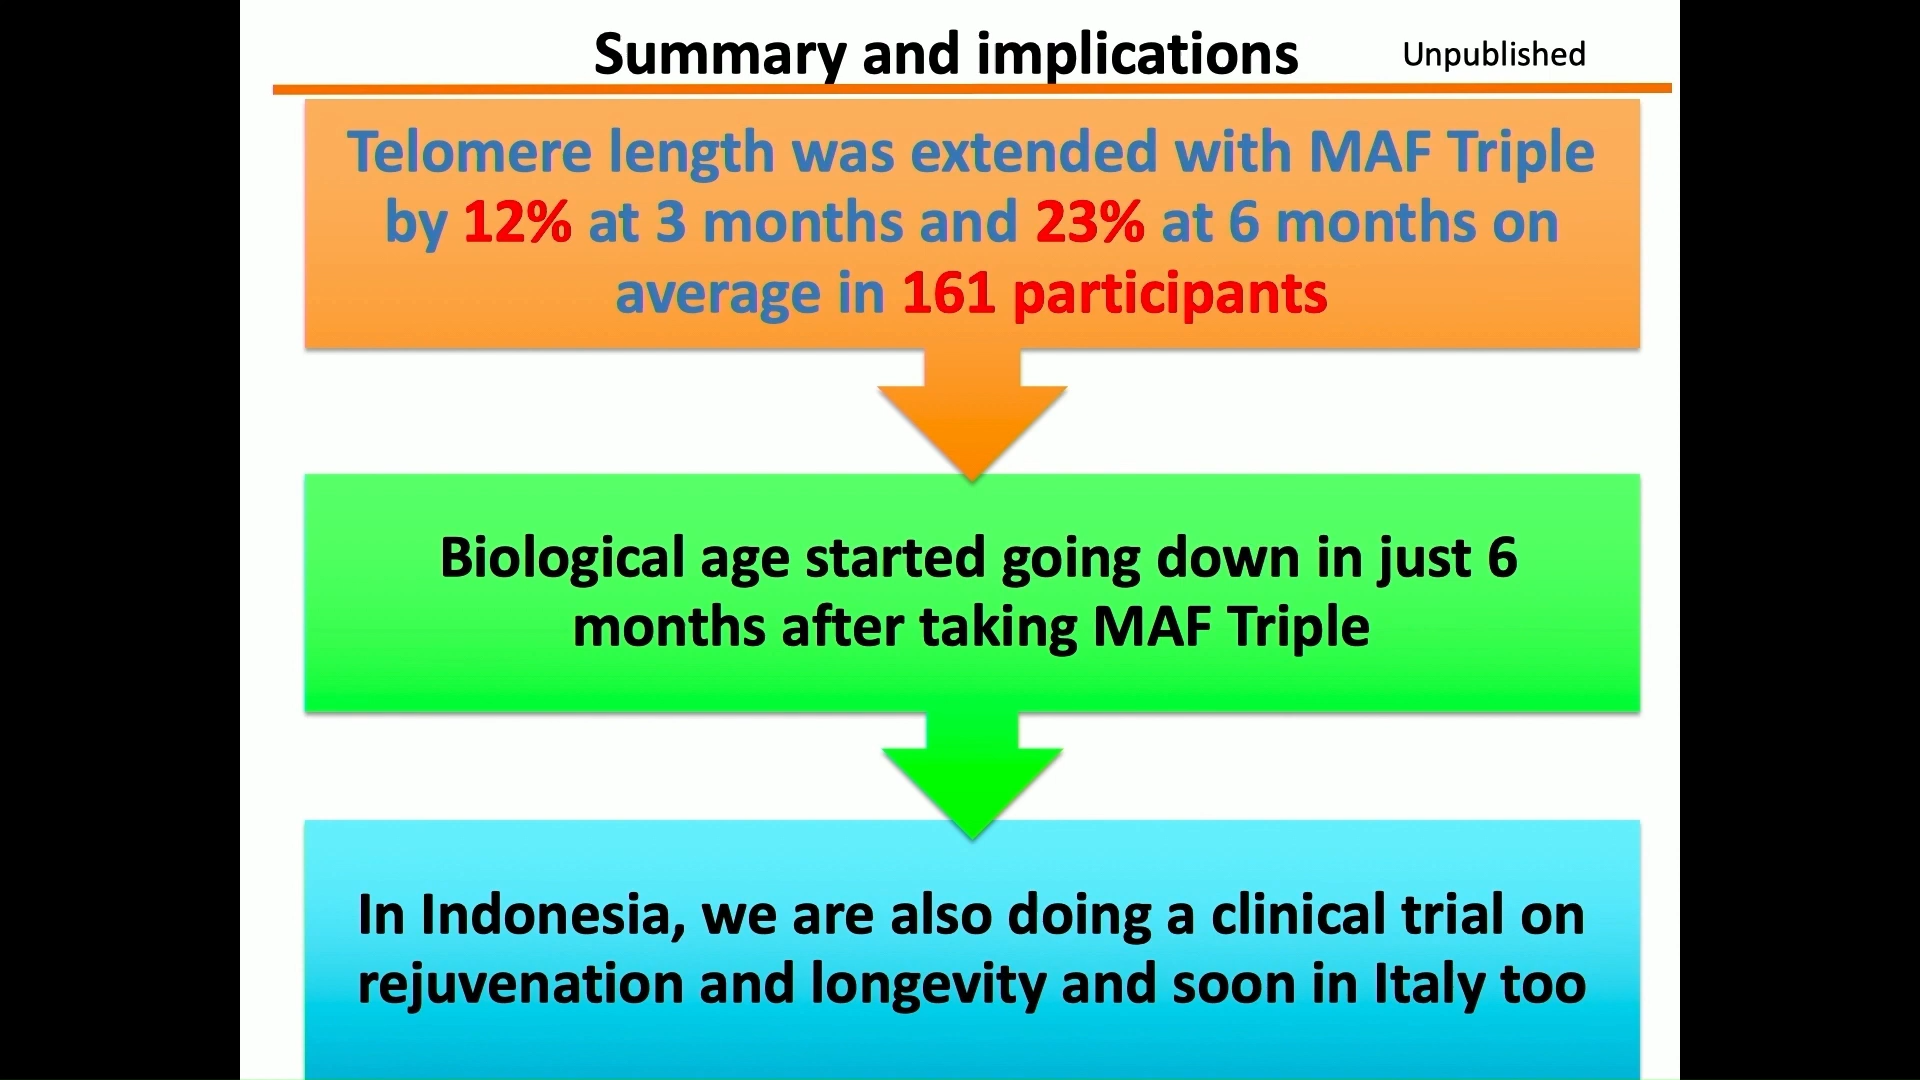 Summary and implications
Unpublished
Telomere length was extended with MAF Triple
by 12% at 3 months and 23% at 6 months on
average in 161 participants
Biological age started going down in just 6
months after taking MAF Triple
In Indonesia, we are also doing a clinical trial on
rejuvenation and longevity and soon in Italy too